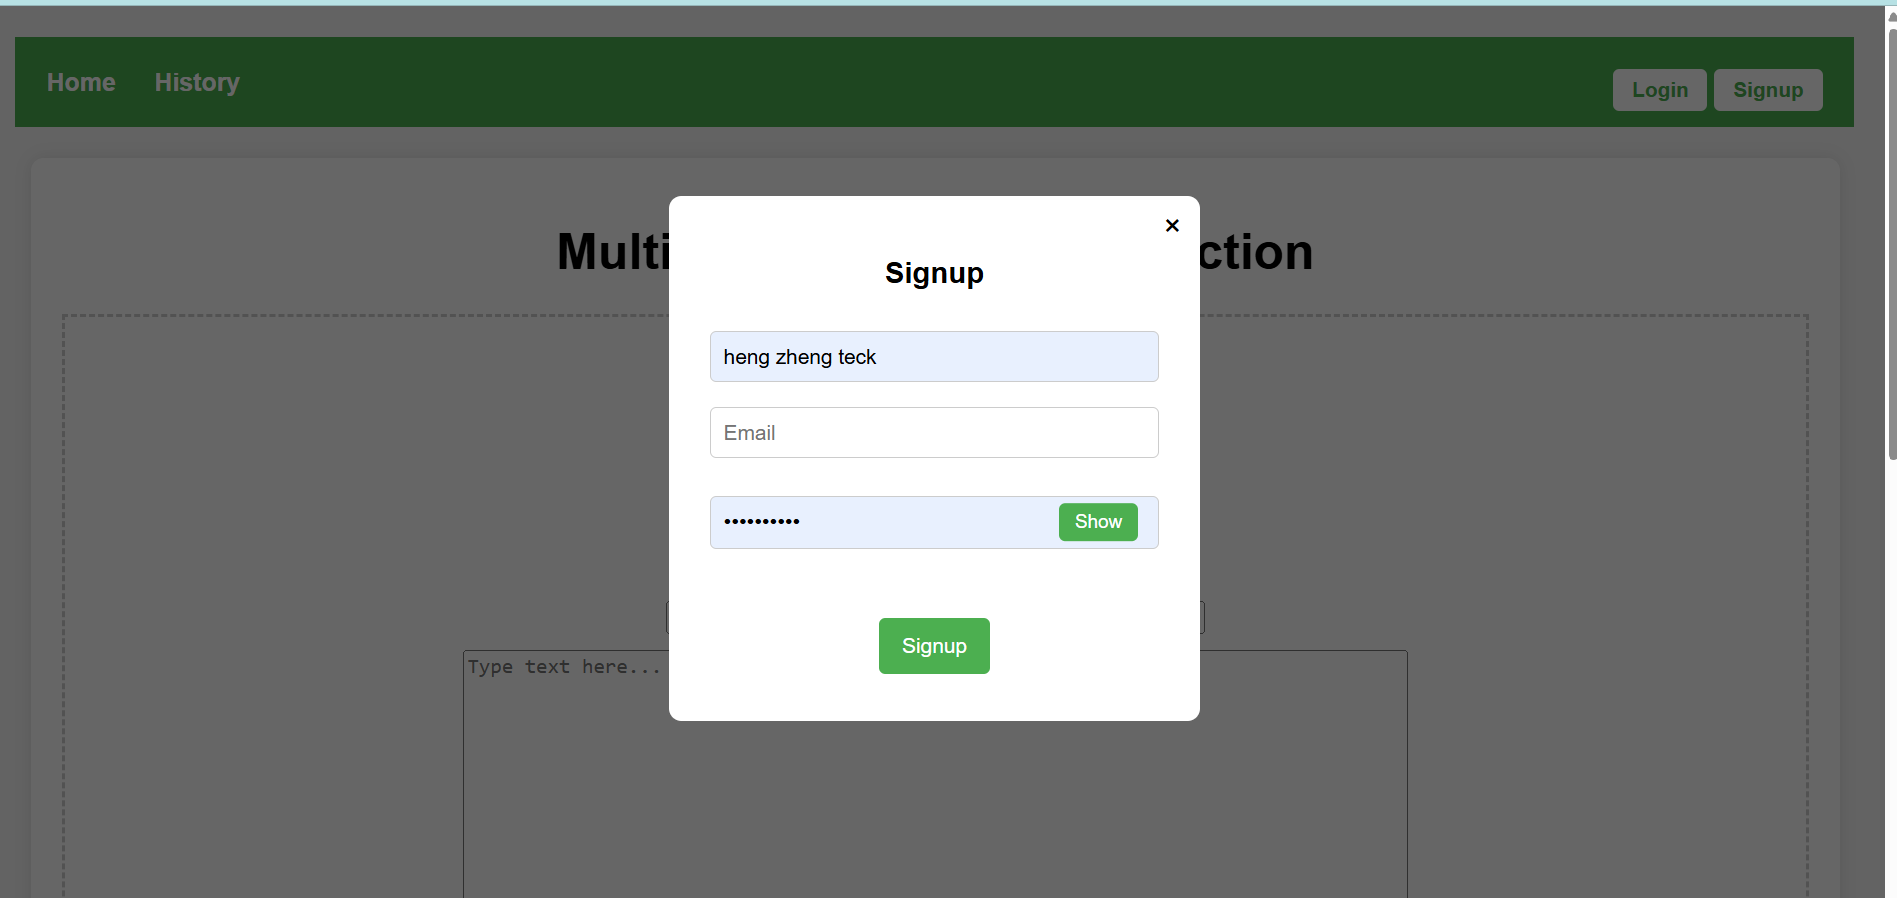 Home History
Login Signup
Multi ction
×
Signup
heng zheng teck
Email
•••••••••• Show
Signup
Type text here...